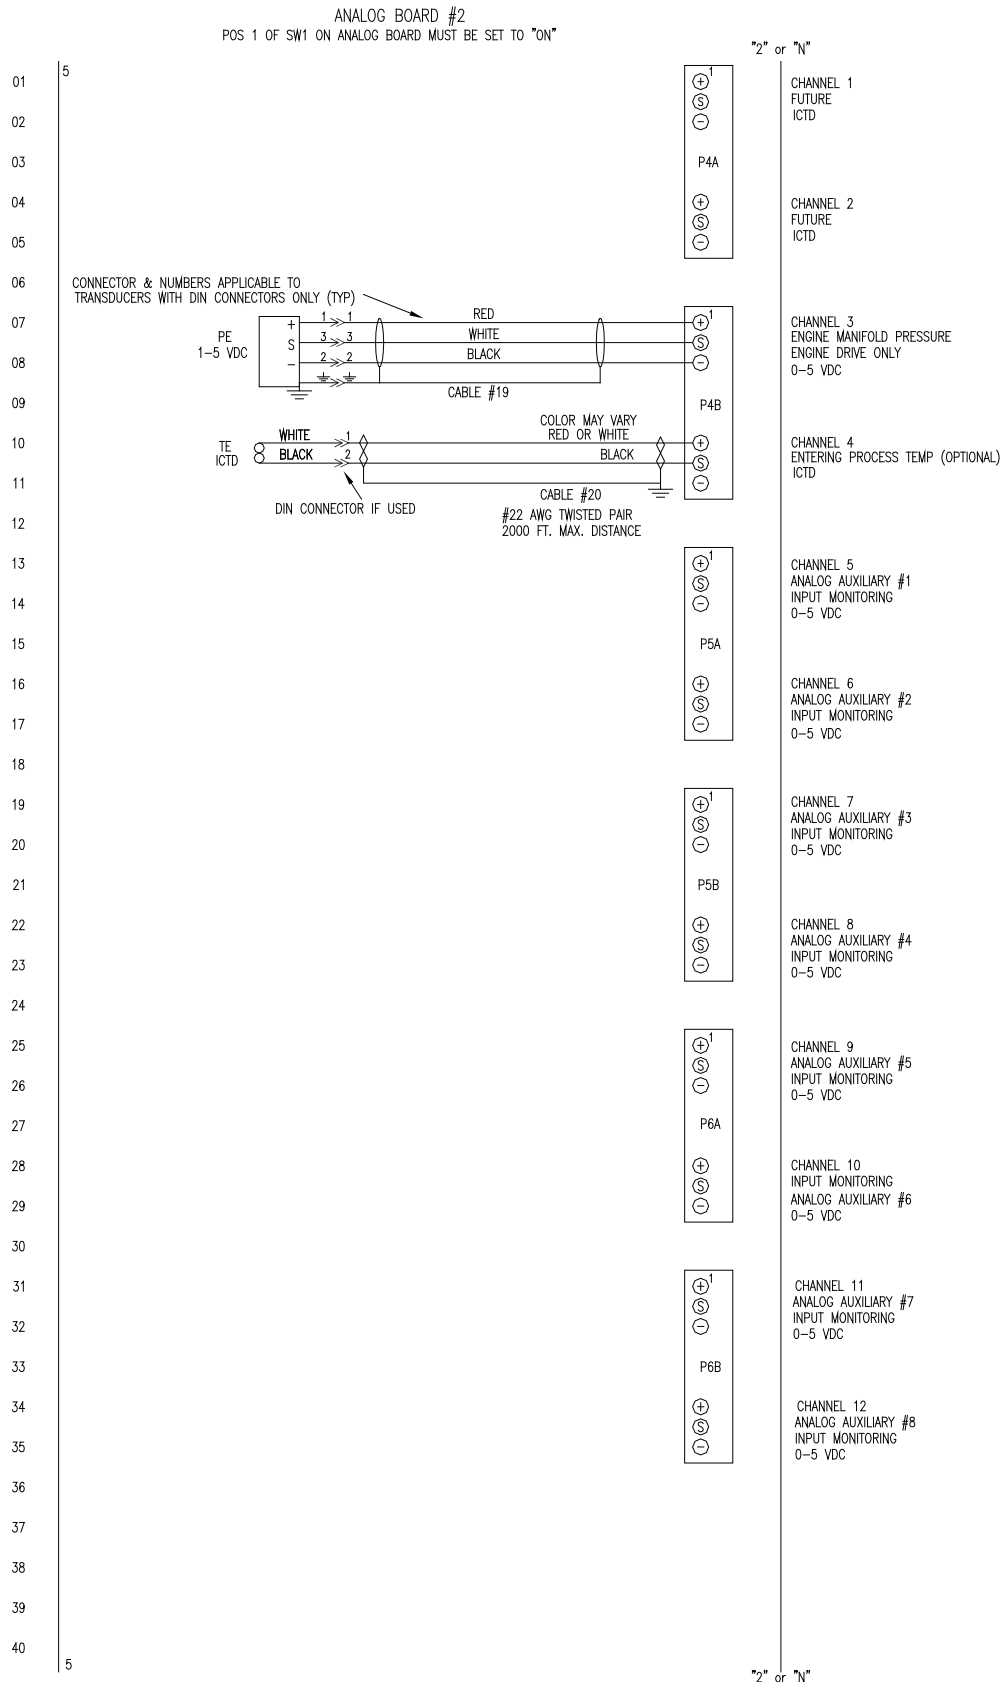 ANALOG BOARD #2
POS 1 OF SW1 ON ANALOG BOARD MUST BE SET TO "ON"
"2" or "N"
5
01
02
03
04
05
06
07
08
09
10
11
12
13
14
15
16
17
18
19
20
21
22
23
24
25
26
27
28
29
30
31
32
33
34
35
36
37
38
39
40
+ 1
S
−
P4A
+
S
−
CHANNEL 1
FUTURE
ICTD
CHANNEL 2
FUTURE
ICTD
CONNECTOR & NUMBERS APPLICABLE TO
TRANSDUCERS WITH DIN CONNECTORS ONLY (TYP)
PE
1-5 VDC
+ 1 1 RED
S 3 3 WHITE
− 2 2 BLACK
CABLE #19
+ 1
S
−
P4B
+
S
−
CHANNEL 3
ENGINE MANIFOLD PRESSURE
ENGINE DRIVE ONLY
0-5 VDC
TE
ICTD
WHITE 1
BLACK 2
COLOR MAY VARY
RED OR WHITE
BLACK
CABLE #20
#22 AWG TWISTED PAIR
2000 FT. MAX. DISTANCE
DIN CONNECTOR IF USED
CHANNEL 4
ENTERING PROCESS TEMP (OPTIONAL)
ICTD
+ 1
S
−
P5A
+
S
−
CHANNEL 5
ANALOG AUXILIARY #1
INPUT MONITORING
0-5 VDC
CHANNEL 6
ANALOG AUXILIARY #2
INPUT MONITORING
0-5 VDC
+ 1
S
−
P5B
+
S
−
CHANNEL 7
ANALOG AUXILIARY #3
INPUT MONITORING
0-5 VDC
CHANNEL 8
ANALOG AUXILIARY #4
INPUT MONITORING
0-5 VDC
+ 1
S
−
P6A
+
S
−
CHANNEL 9
ANALOG AUXILIARY #5
INPUT MONITORING
0-5 VDC
CHANNEL 10
INPUT MONITORING
ANALOG AUXILIARY #6
0-5 VDC
+ 1
S
−
P6B
+
S
−
CHANNEL 11
ANALOG AUXILIARY #7
INPUT MONITORING
0-5 VDC
CHANNEL 12
ANALOG AUXILIARY #8
INPUT MONITORING
0-5 VDC
5
"2" or "N"